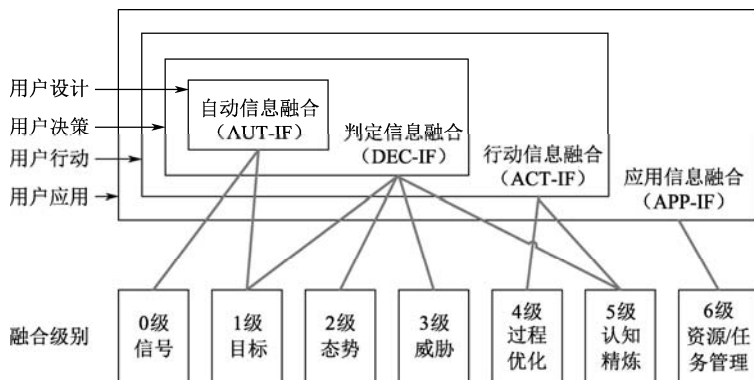 用户设计
用户决策
用户行动
用户应用
自动信息融合
（AUT-IF）
判定信息融合
（DEC-IF）
行动信息融合
（ACT-IF）
应用信息融合
（APP-IF）
融合级别
0级
信号
1级
目标
2级
态势
3级
威胁
4级
过程
优化
5级
认知
精炼
6级
资源/任
务管理